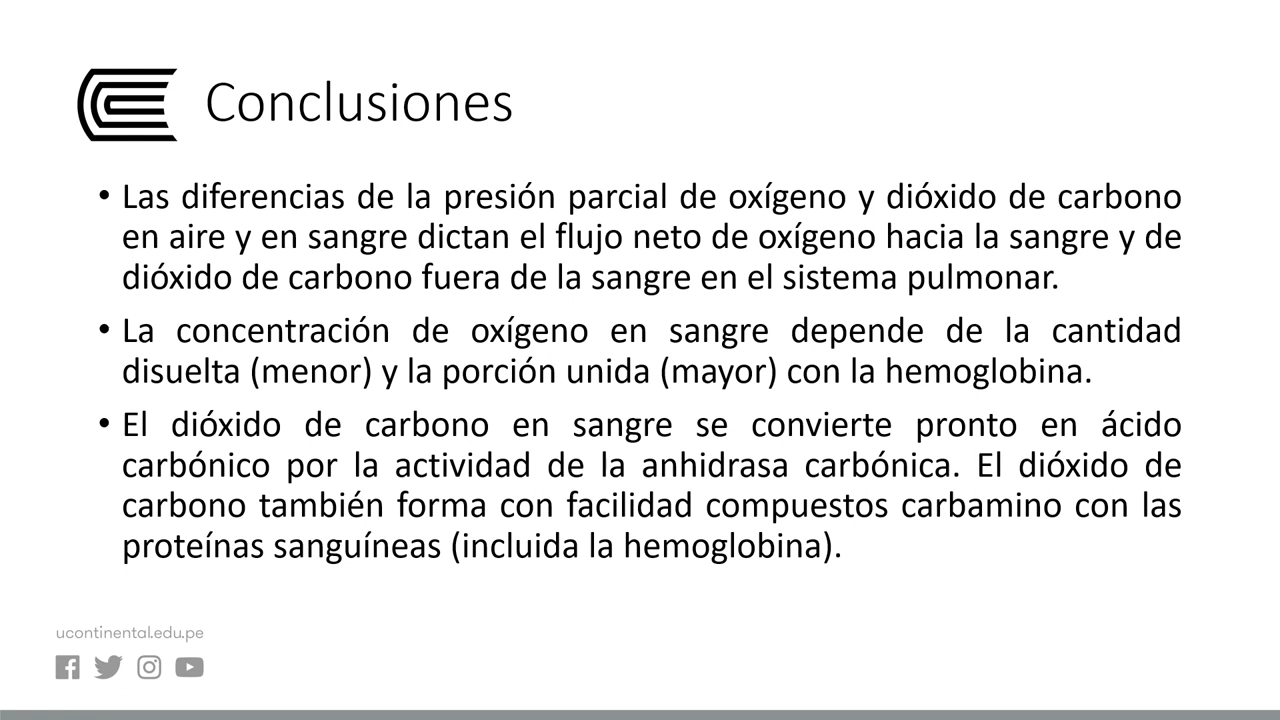 Conclusiones
• Las diferencias de la presión parcial de oxígeno y dióxido de carbono
en aire y en sangre dictan el flujo neto de oxígeno hacia la sangre y de
dióxido de carbono fuera de la sangre en el sistema pulmonar.
• La concentración de oxígeno en sangre depende de la cantidad
disuelta (menor) y la porción unida (mayor) con la hemoglobina.
• El dióxido de carbono en sangre se convierte pronto en ácido
carbónico por la actividad de la anhidrasa carbónica. El dióxido de
carbono también forma con facilidad compuestos carbamino con las
proteínas sanguíneas (incluida la hemoglobina).
ucontinental.edu.pe